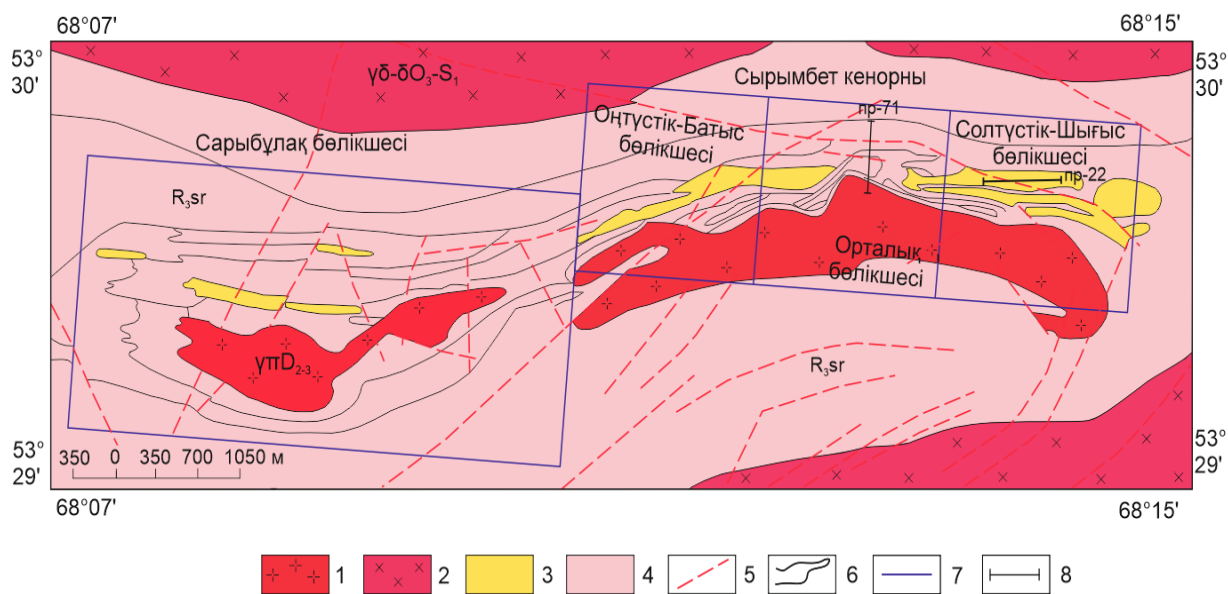 68°07' 68°15'
53°
30'
53°
30'
γδ-δO₃-S₁
Сырымбет кенорны
пр-71
Оңтүстік-Батыс
бөлікшесі
Солтүстік-Шығыс
бөлікшесі
Сарыбұлақ бөлікшесі
пр-22
R₃sr
Орталық
бөлікшесі
γπD₂₋₃
R₃sr
53°
29'
53°
29'
350 0 350 700 1050 м
68°07' 68°15'
1 2 3 4 5 6 7 8